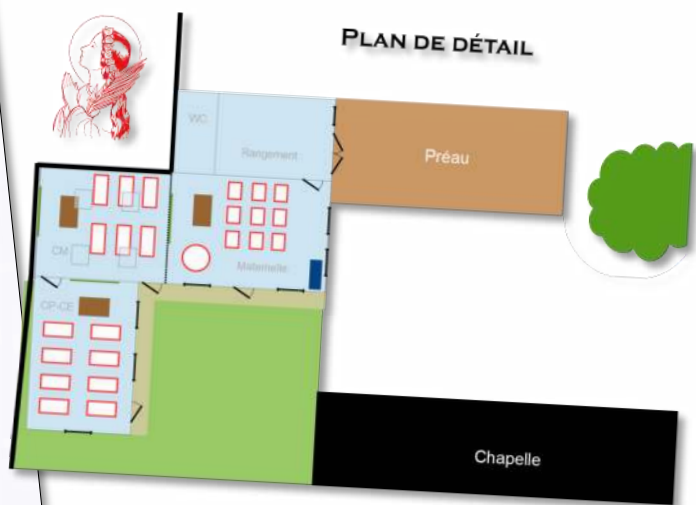 PLAN DE DÉTAIL
WC
Rangement
Préau
CM
Maternelle
CP-CE
Chapelle